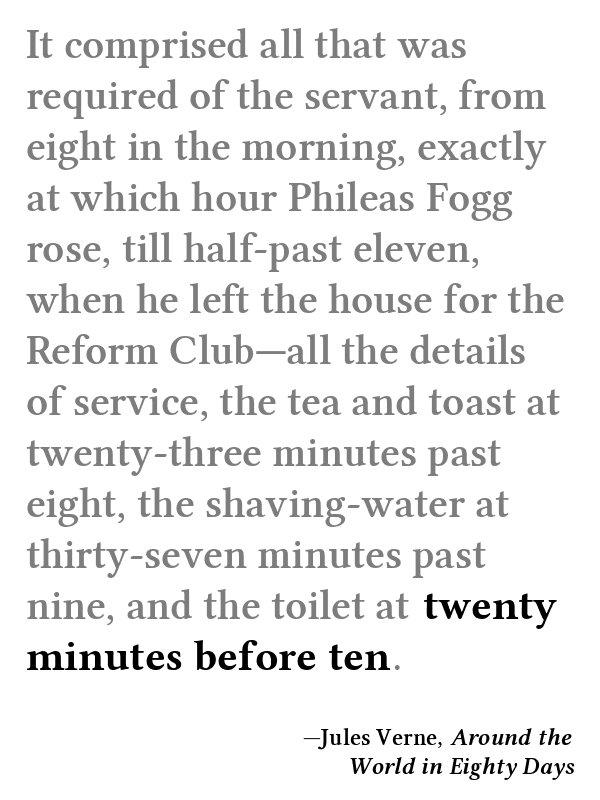 It comprised all that was
required of the servant, from
eight in the morning, exactly
at which hour Phileas Fogg
rose, till half-past eleven,
when he left the house for the
Reform Club—all the details
of service, the tea and toast at
twenty-three minutes past
eight, the shaving-water at
thirty-seven minutes past
nine, and the toilet at twenty
minutes before ten.
—Jules Verne, Around the
World in Eighty Days